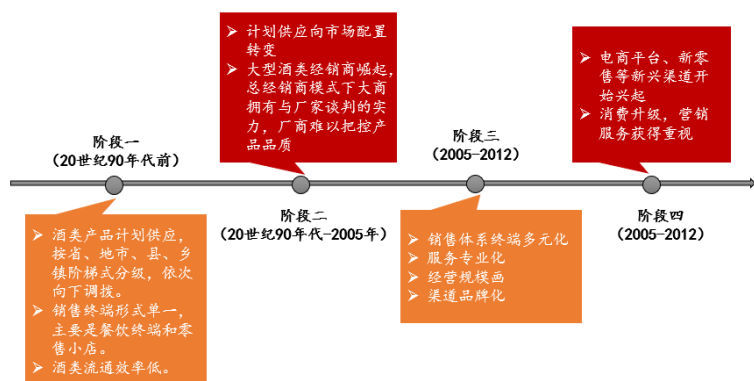 阶段一
(20世纪90年代前)
➢ 酒类产品计划供应，
按省、地市、县、乡
镇阶梯式分级，依次
向下调拨。
➢ 销售终端形式单一，
主要是餐饮终端和零
售小店。
➢ 酒类流通效率低。
➢ 计划供应向市场配置
转变
➢ 大型酒类经销商崛起，
总经销商模式下大商
拥有与厂家谈判的实
力，厂商难以把控产
品品质
阶段二
(20世纪90年代-2005年)
阶段三
(2005-2012)
➢ 销售体系终端多元化
➢ 服务专业化
➢ 经营规模画
➢ 渠道品牌化
➢ 电商平台、新零
售等新兴渠道开
始兴起
➢ 消费升级，营销
服务获得重视
阶段四
(2005-2012)